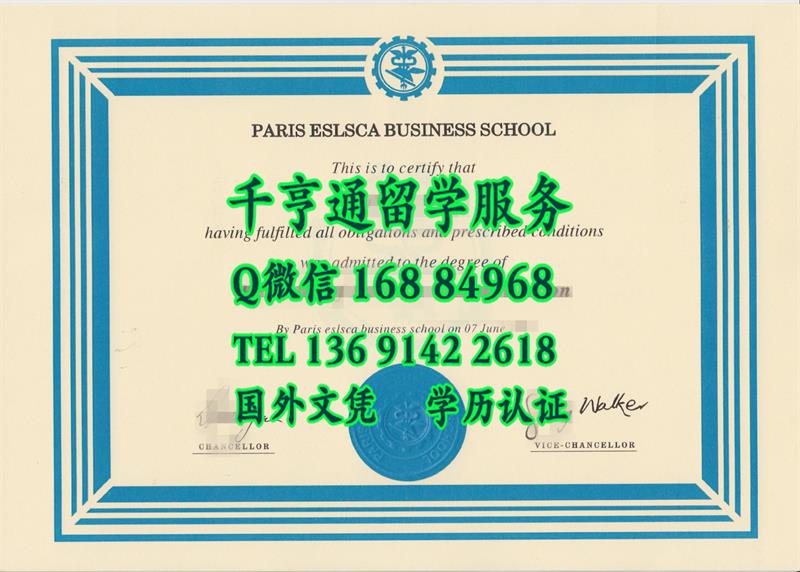 PARIS ESLSCA BUSINESS SCHOOL
This is to certify that
千亨通留学服务
having fulfilled all obligations and prescribed conditions
was admitted to the degree of
Q微信 168 84968
on
By Paris eslsca business school on 07 June
TEL 136 9142 2618
国外文凭 学历认证
Walker
CHANCELLOR
VICE-CHANCELLOR